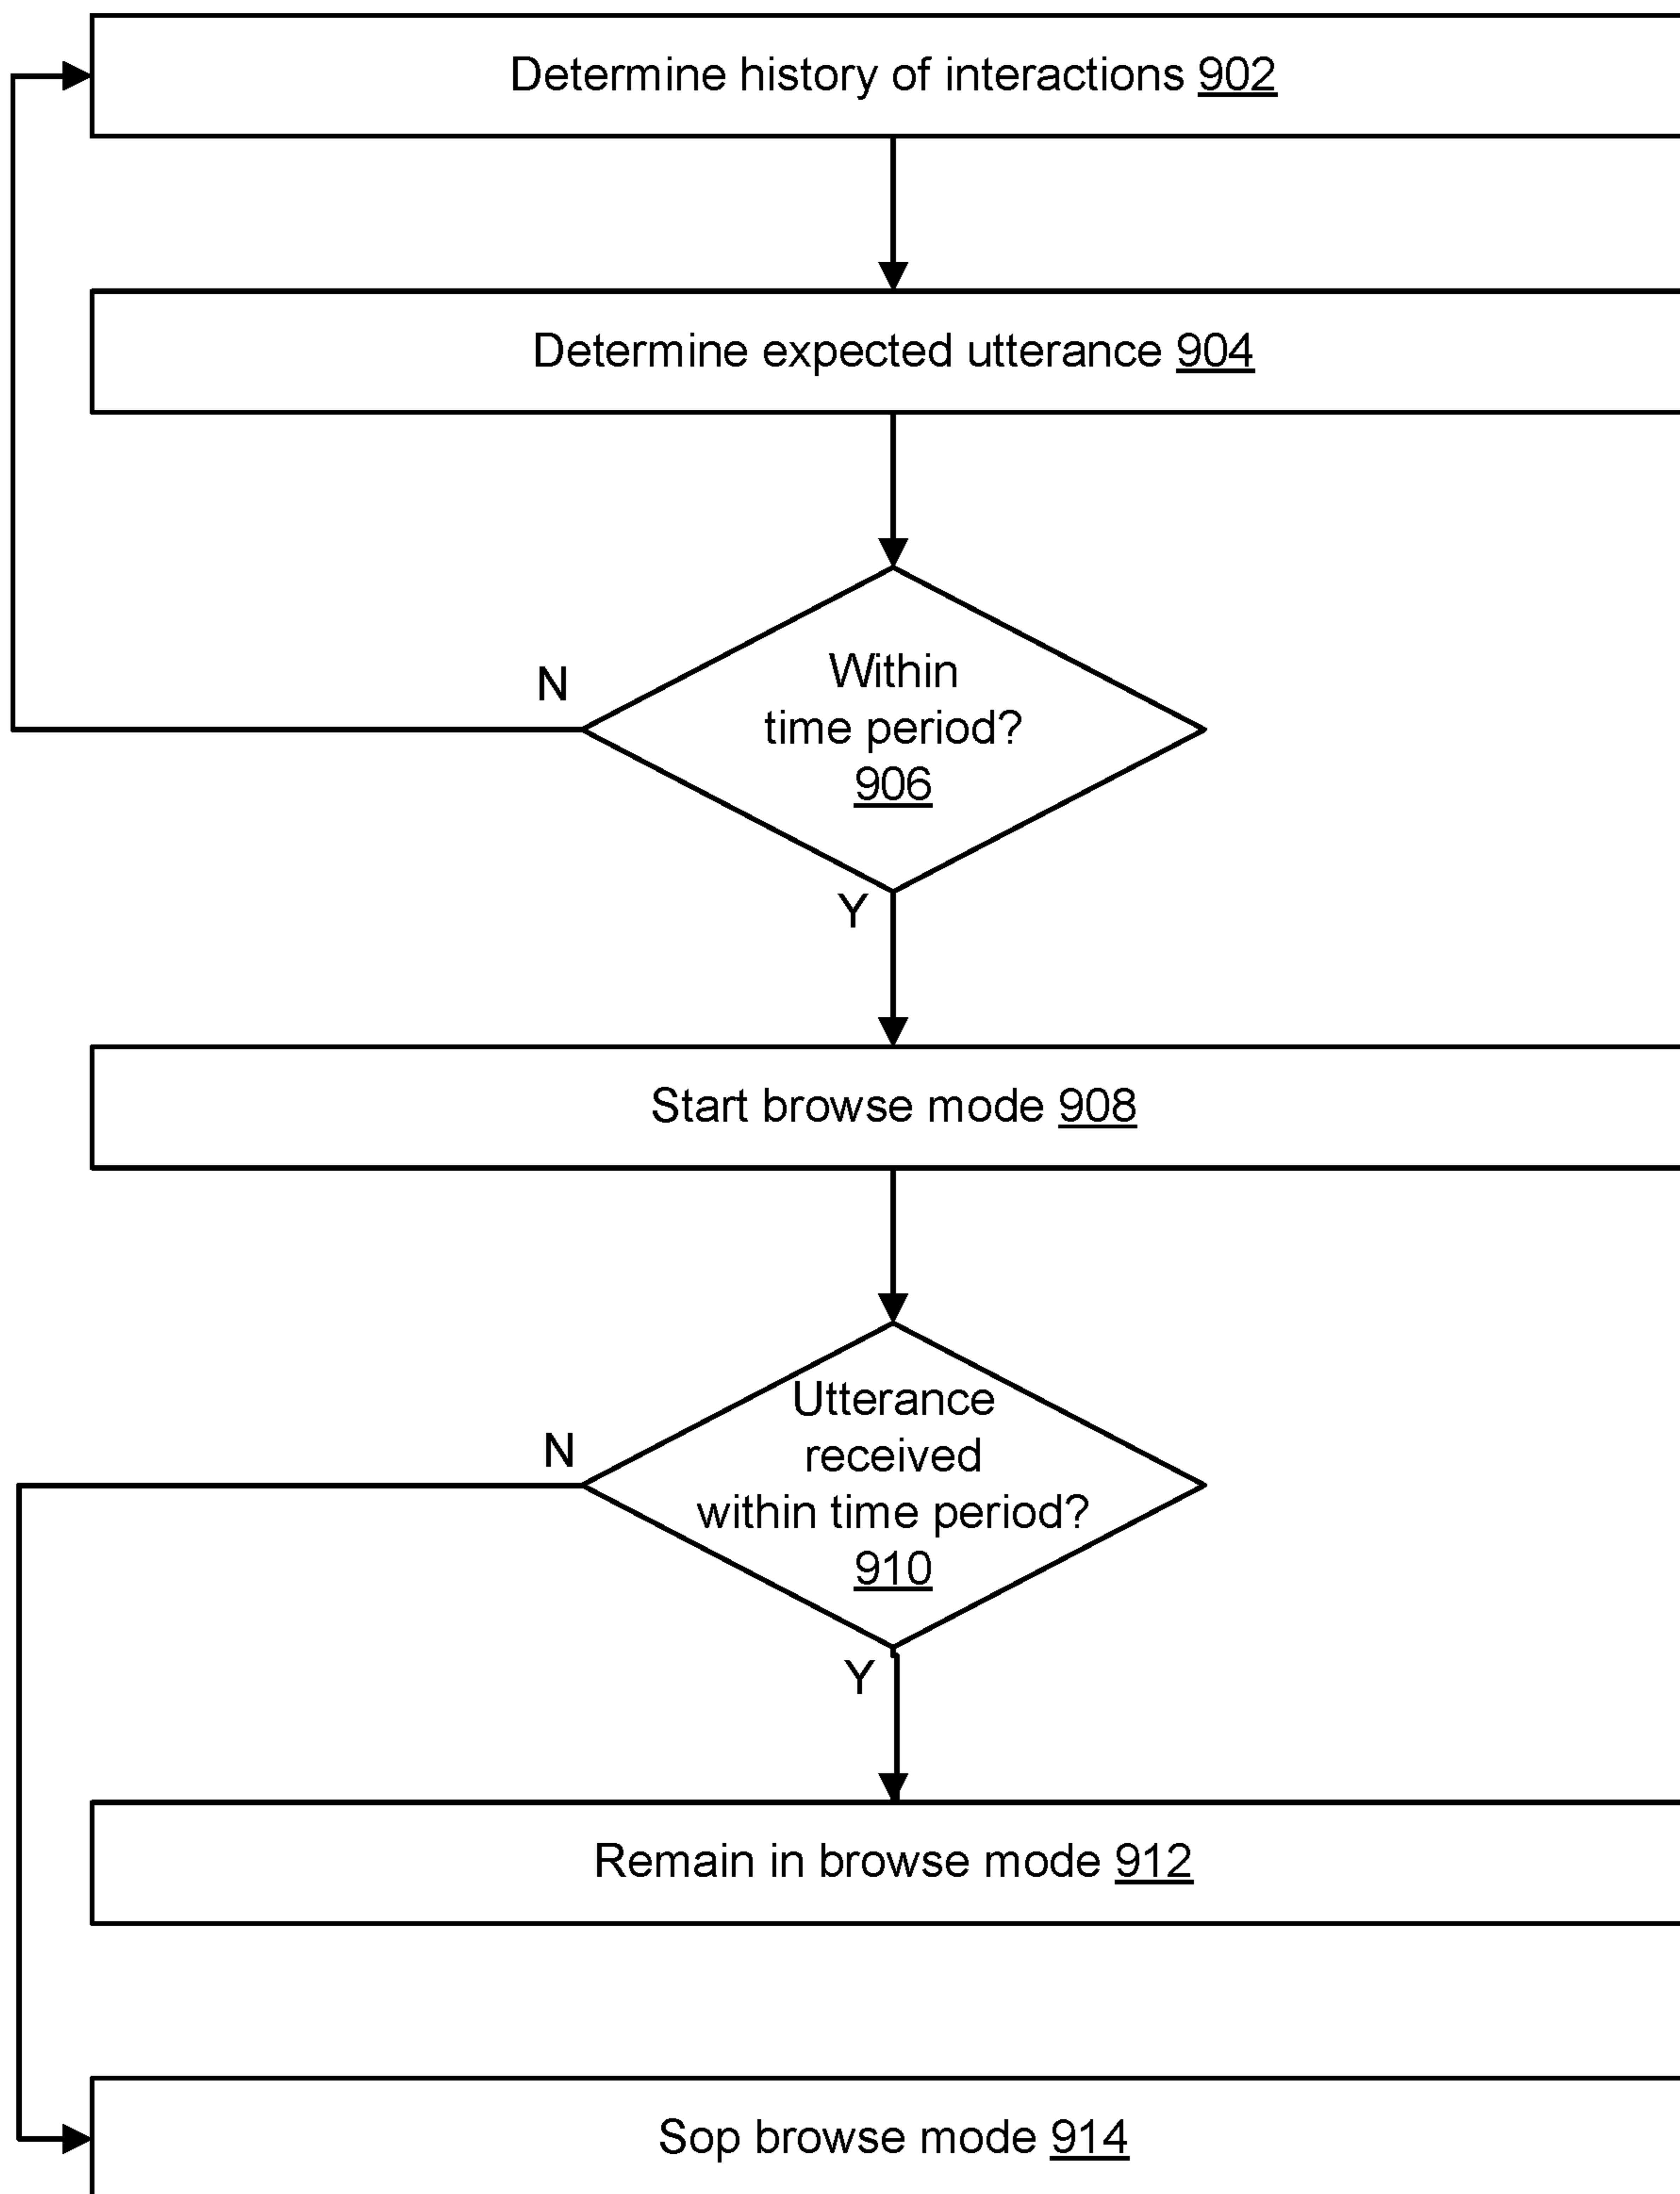 Determine history of interactions 902
Determine expected utterance 904
Within
time period?
906
N
Y
Start browse mode 908
Utterance
received
within time period?
910
N
Y
Remain in browse mode 912
Sop browse mode 914